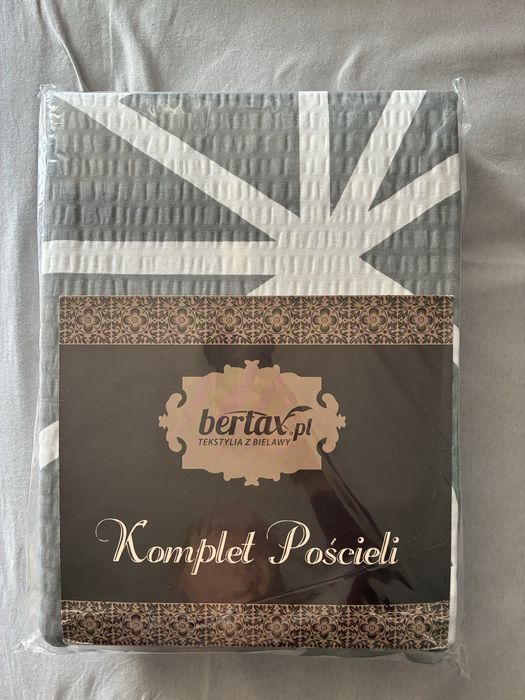 bertax.pl
TEKSTYLIA Z BIELAWY
Komplet Pościeli